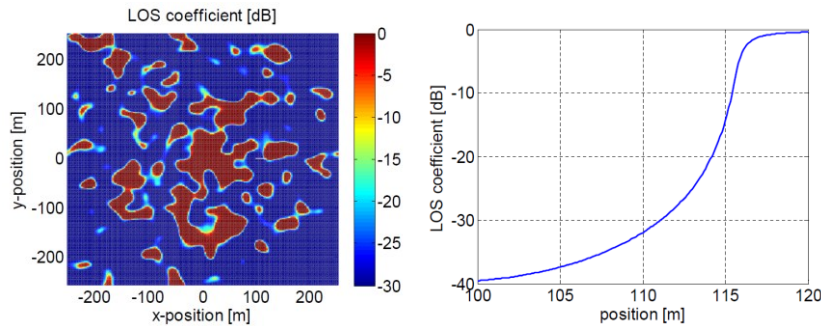 LOS coefficient [dB]
y-position [m]
200
100
0
-100
-200
-200 -100 0 100 200
x-position [m]
0
-5
-10
-15
-20
-25
-30
LOS coefficient [dB]
0
-10
-20
-30
-40
100 105 110 115 120
position [m]